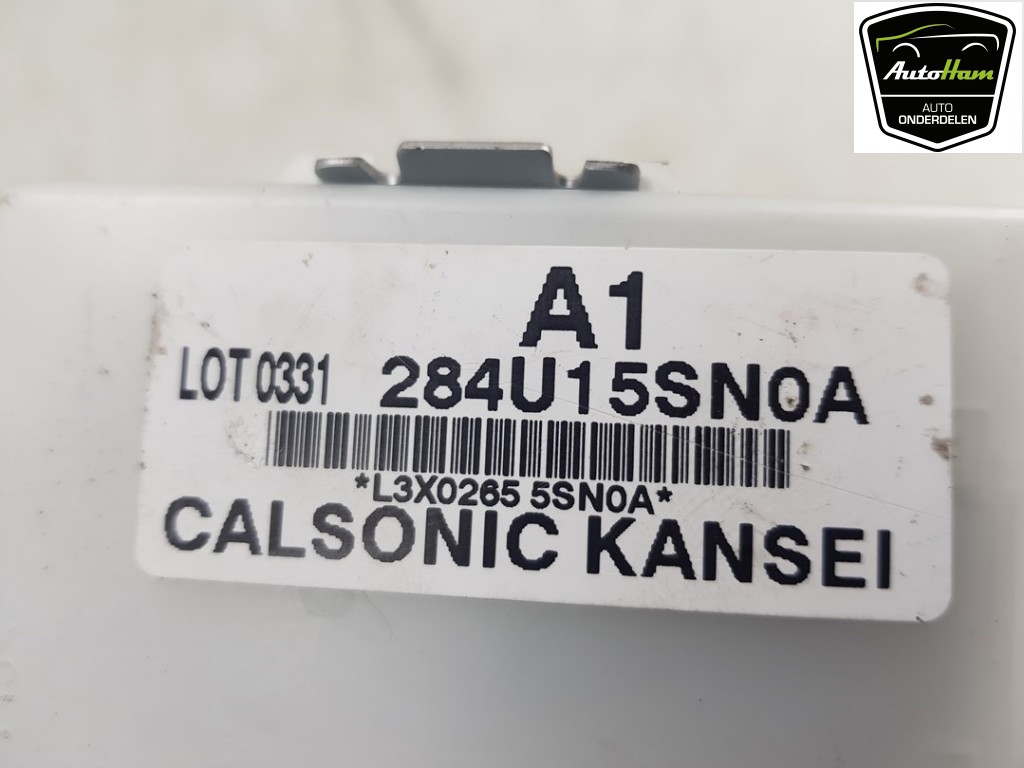 AutoHam
AUTO
ONDERDELEN
A1
LOT 0331 284U15SN0A
*L3X0265 5SN0A*
CALSONIC KANSEI